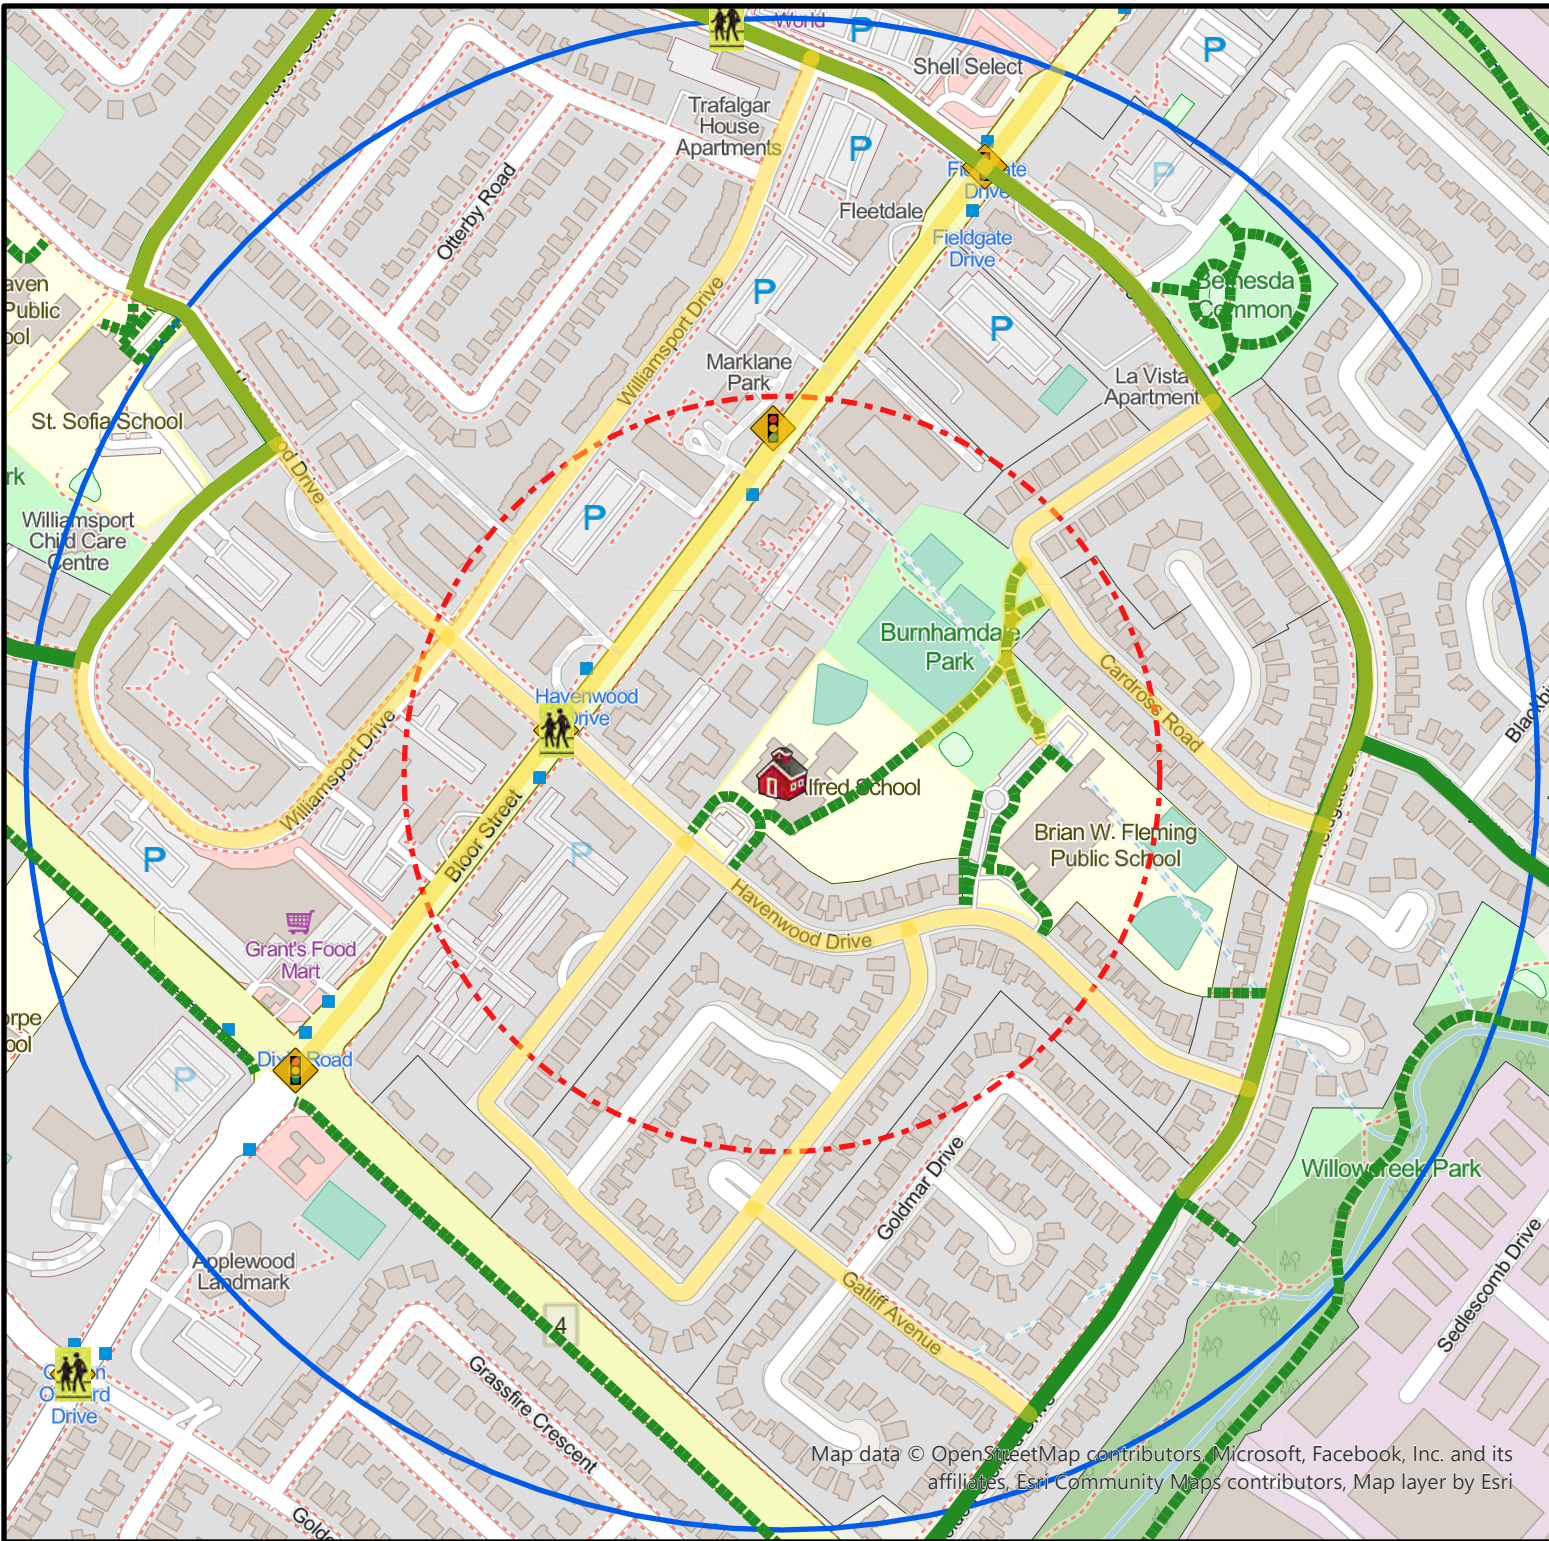 World
P
P
Shell Select
Trafalgar
House
Apartments
P
P
Otterby Road
Fleetdale
Fieldgate
Drive
Bethesda
Common
P
P
Williamsport Drive
Marklane
Park
La Vista
Apartment
St. Sofia School
Williamsport
Child Care
Centre
P
Burnhamdale
Park
Cardross Road
Havenwood
Drive
Williamsport Drive
Alfred School
Brian W. Fleming
Public School
Bloor Street
P
P
Havenwood Drive
Grant's Food
Mart
P
Dixie Road
Willowcreek Park
Goldmar Drive
Applewood
Landmark
Gatliff Avenue
4
Grassfire Crescent
Sedlescomb Drive
Drive
Map data © OpenStreetMap contributors, Microsoft, Facebook, Inc. and its
affiliates, Esri Community Maps contributors, Map layer by Esri